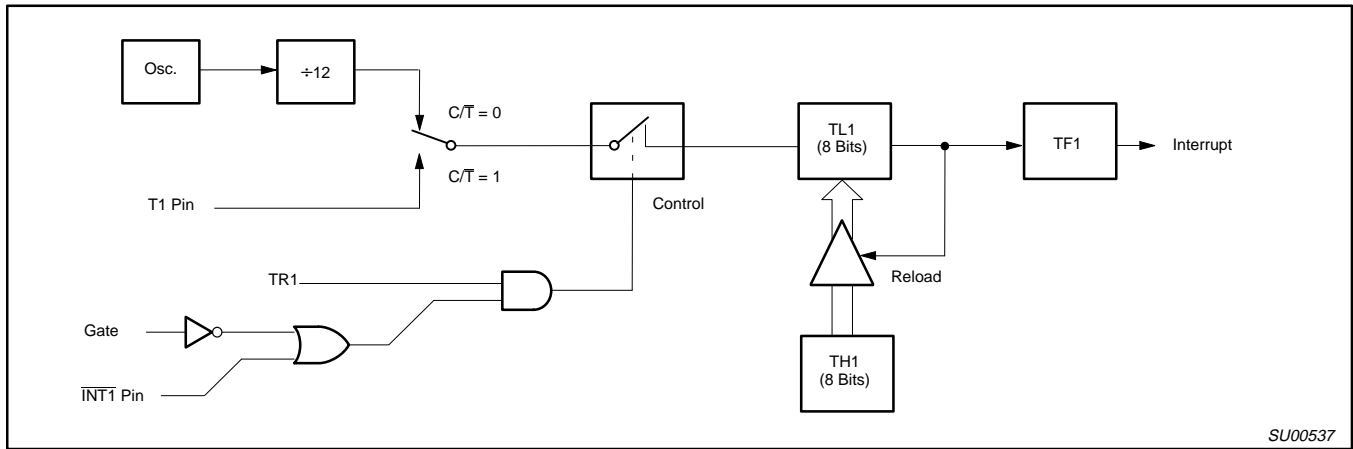 Osc.
÷12
C/T̅ = 0
C/T̅ = 1
T1 Pin
Control
TL1
(8 Bits)
TF1
Interrupt
TR1
Reload
Gate
I̅N̅T̅1̅ Pin
TH1
(8 Bits)
SU00537